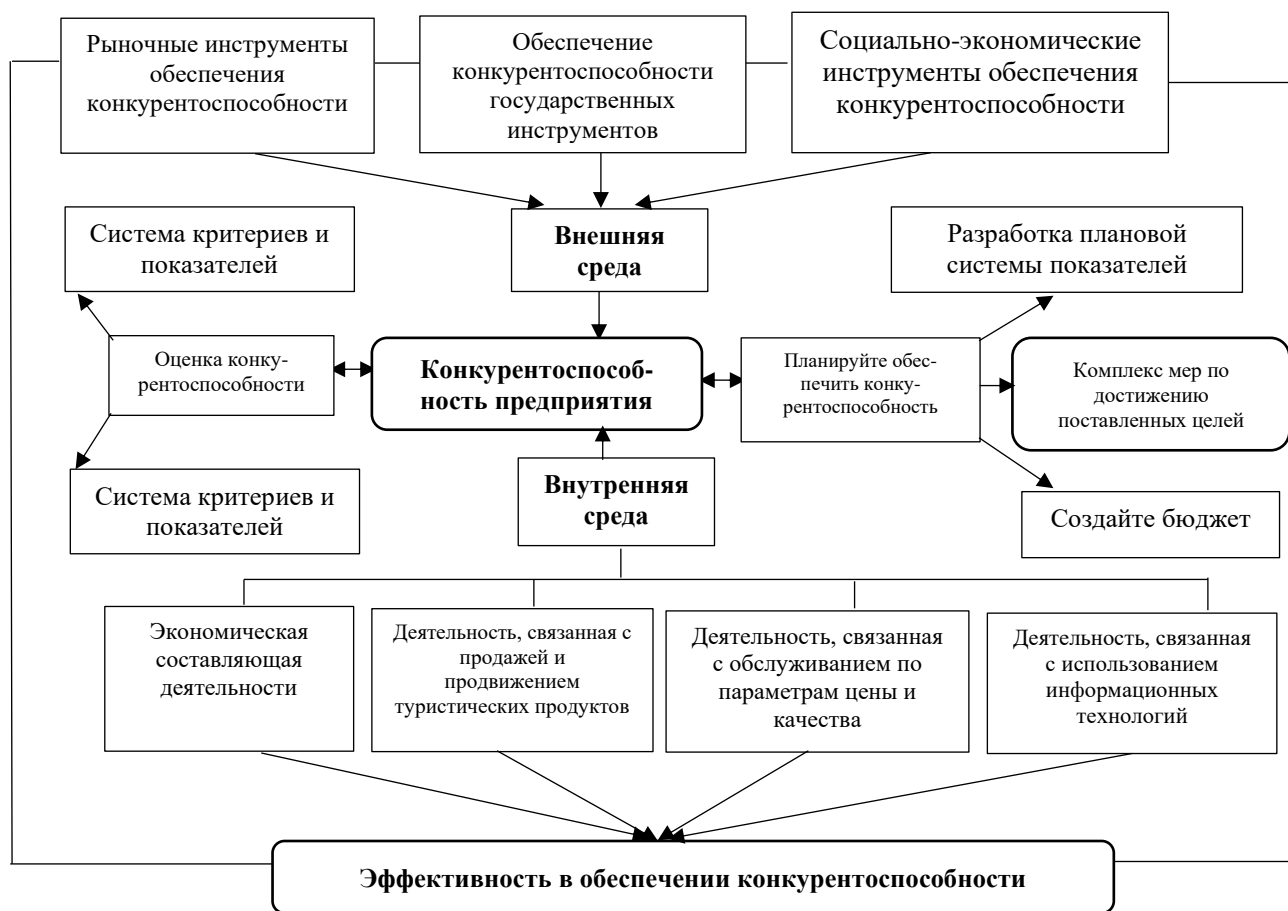 Рыночные инструменты
обеспечения
конкурентоспособности
Обеспечение
конкурентоспособности
государственных
инструментов
Социально-экономические
инструменты обеспечения
конкурентоспособности
Внешняя
среда
Система критериев и
показателей
Разработка плановой
системы показателей
Оценка конку-
рентоспособности
Конкурентоспособ-
ность предприятия
Планируйте обес-
печить конку-
рентоспособность
Комплекс мер по
достижению
поставленных целей
Система критериев и
показателей
Внутренняя
среда
Создайте бюджет
Экономическая
составляющая
деятельности
Деятельность, связанная с
продажей и
продвижением
туристических продуктов
Деятельность, связанная
с обслуживанием по
параметрам цены и
качества
Деятельность, связанная
с использованием
информационных
технологий
Эффективность в обеспечении конкурентоспособности